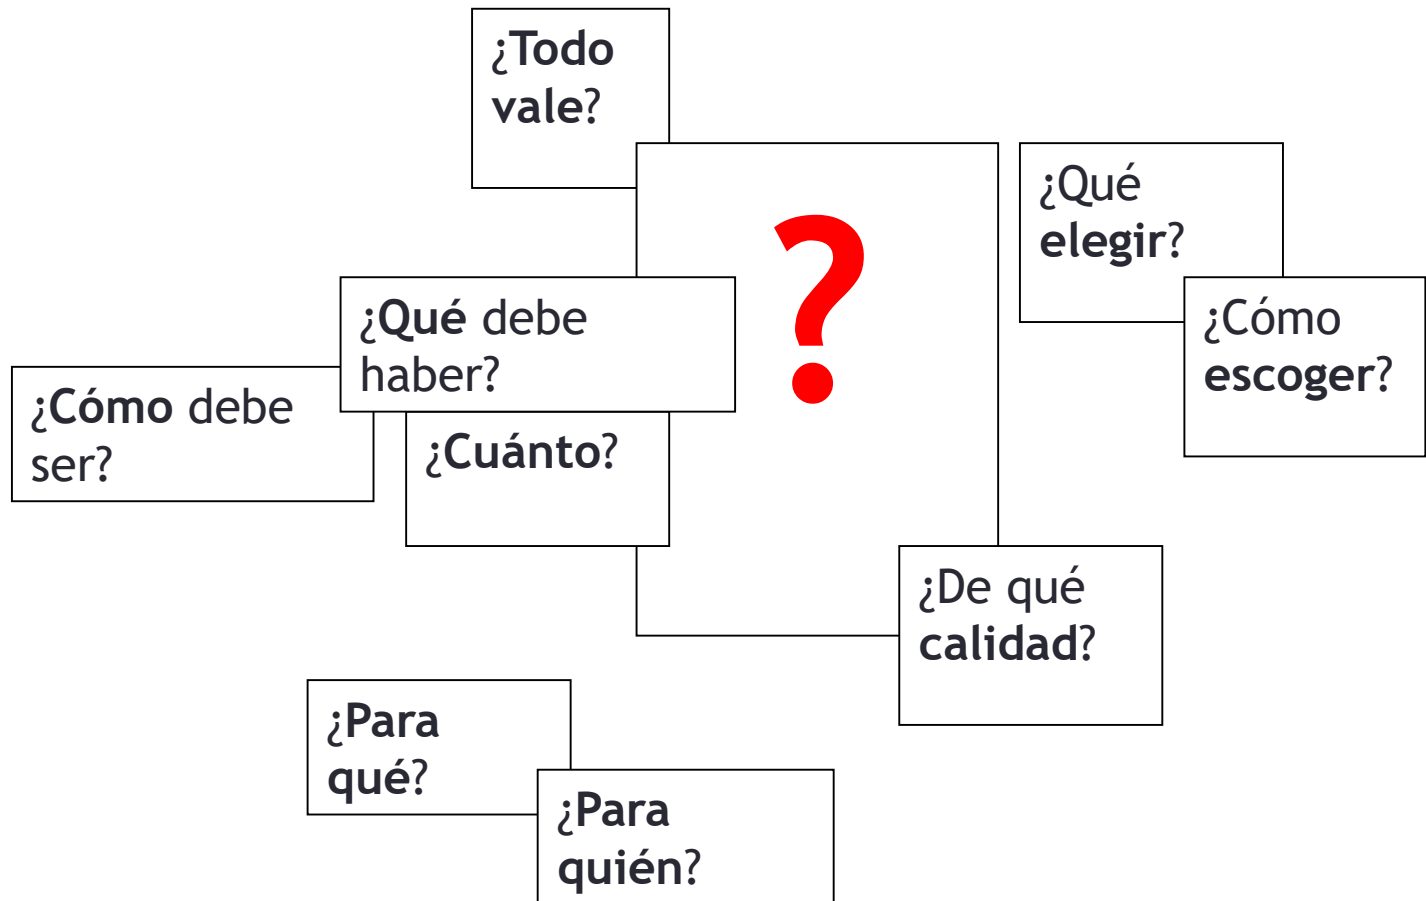 ¿Todo
vale?
?
¿Qué
elegir?
¿Qué debe
haber?
¿Cómo
escoger?
¿Cómo debe
ser?
¿Cuánto?
¿De qué
calidad?
¿Para
qué?
¿Para
quién?